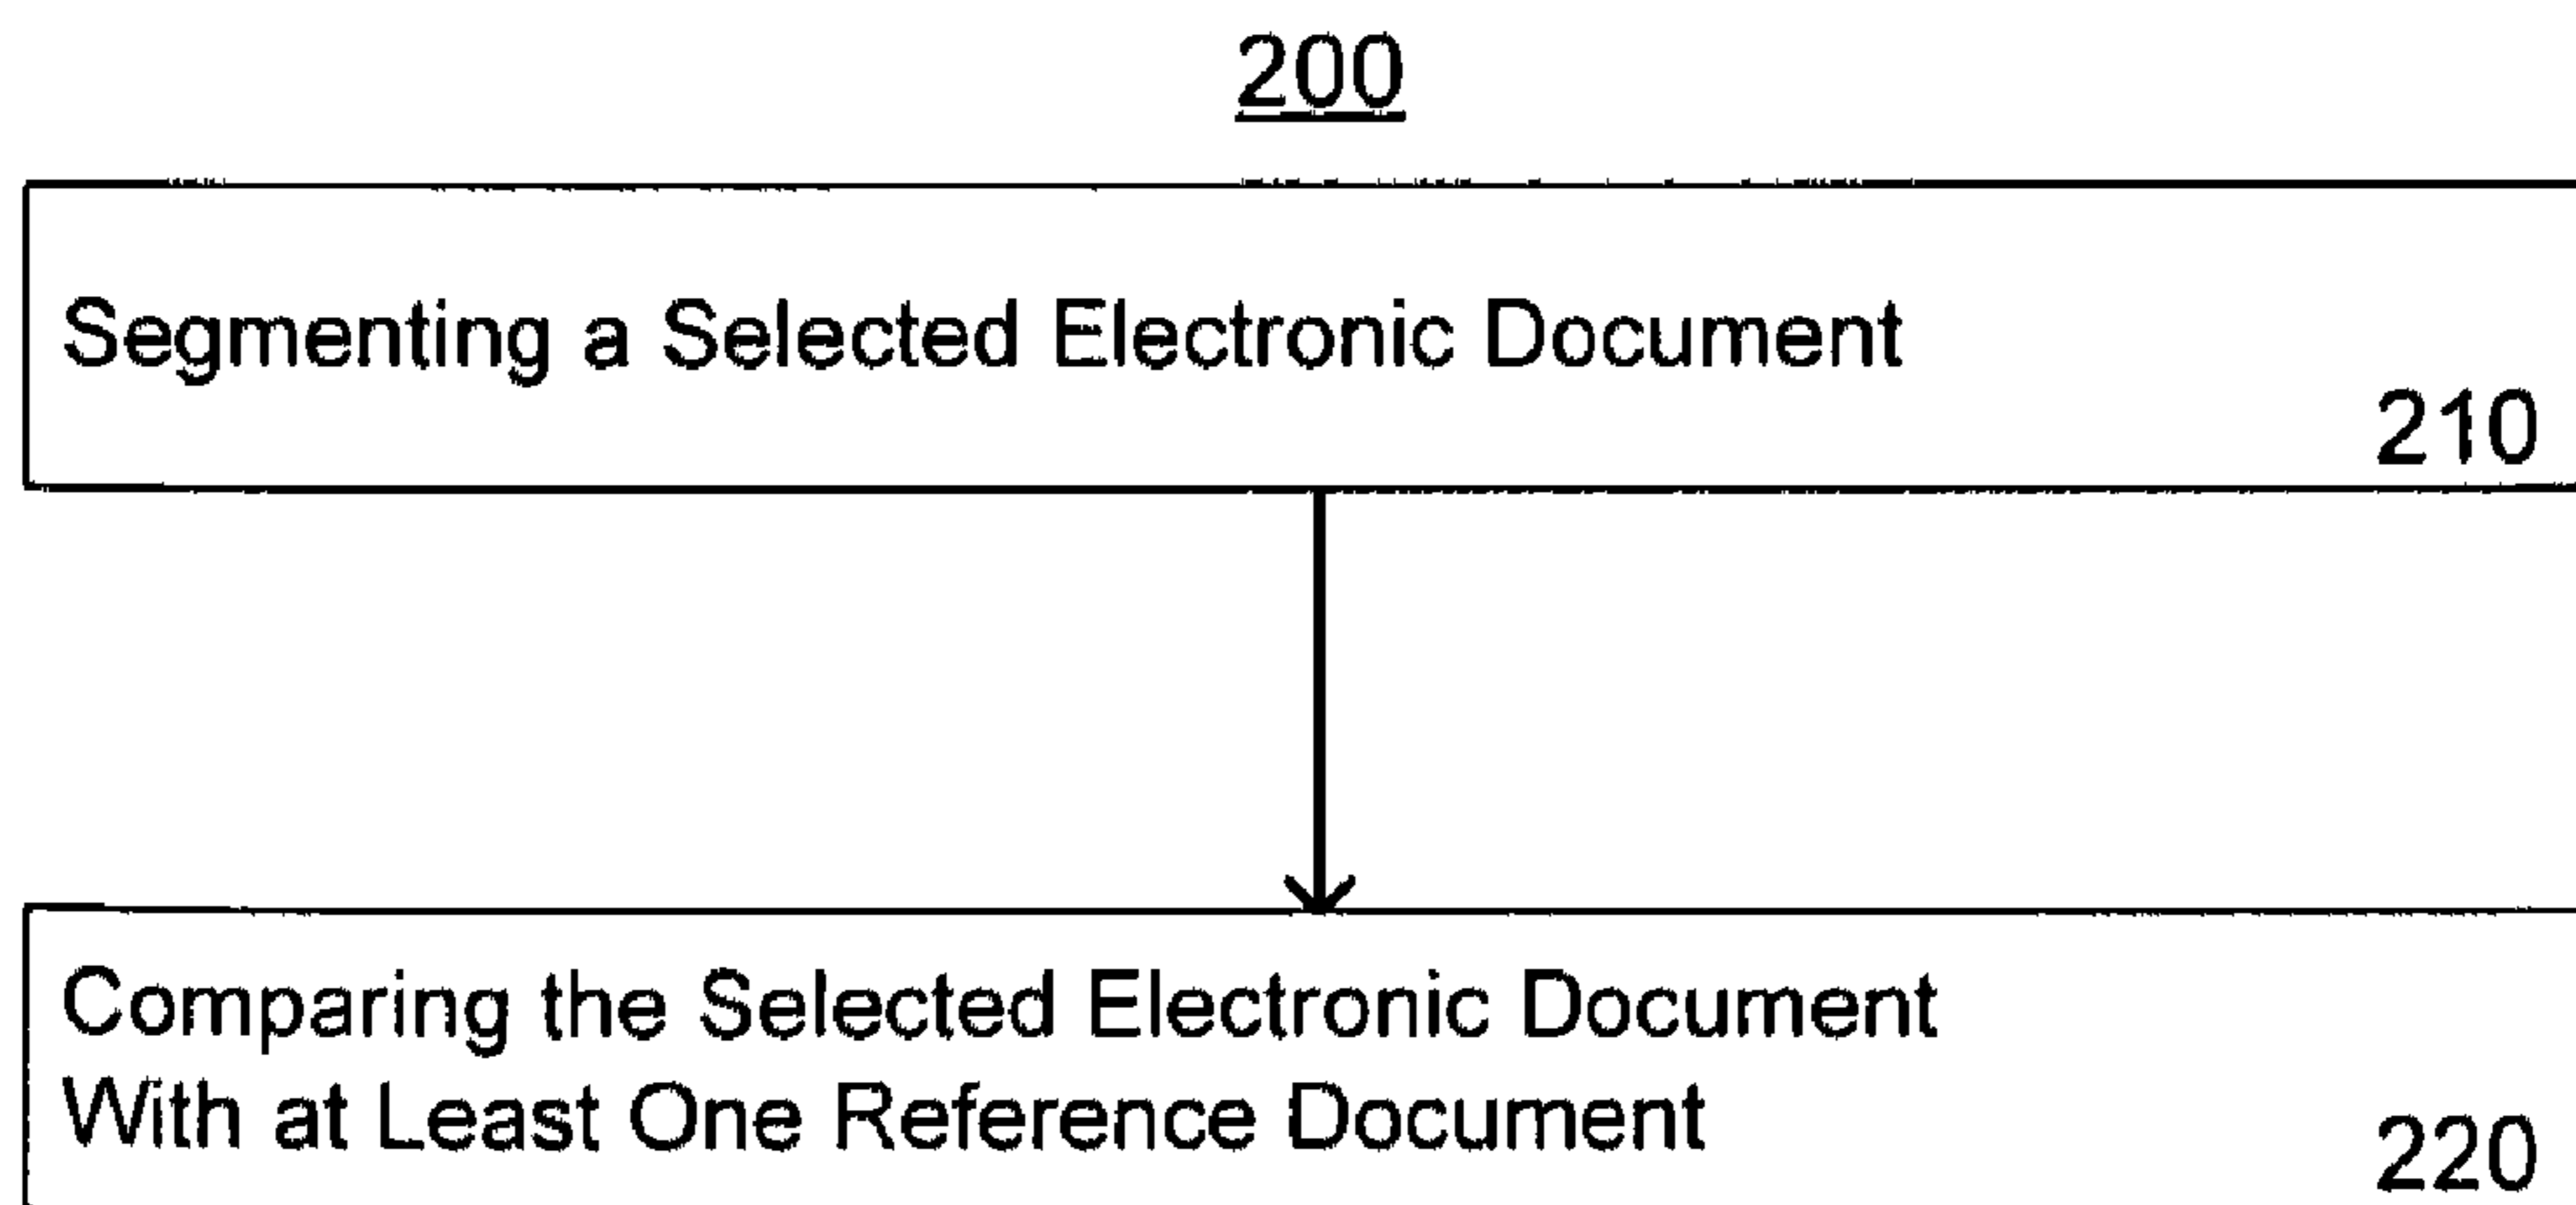 200
Segmenting a Selected Electronic Document
210
Comparing the Selected Electronic Document
With at Least One Reference Document
220